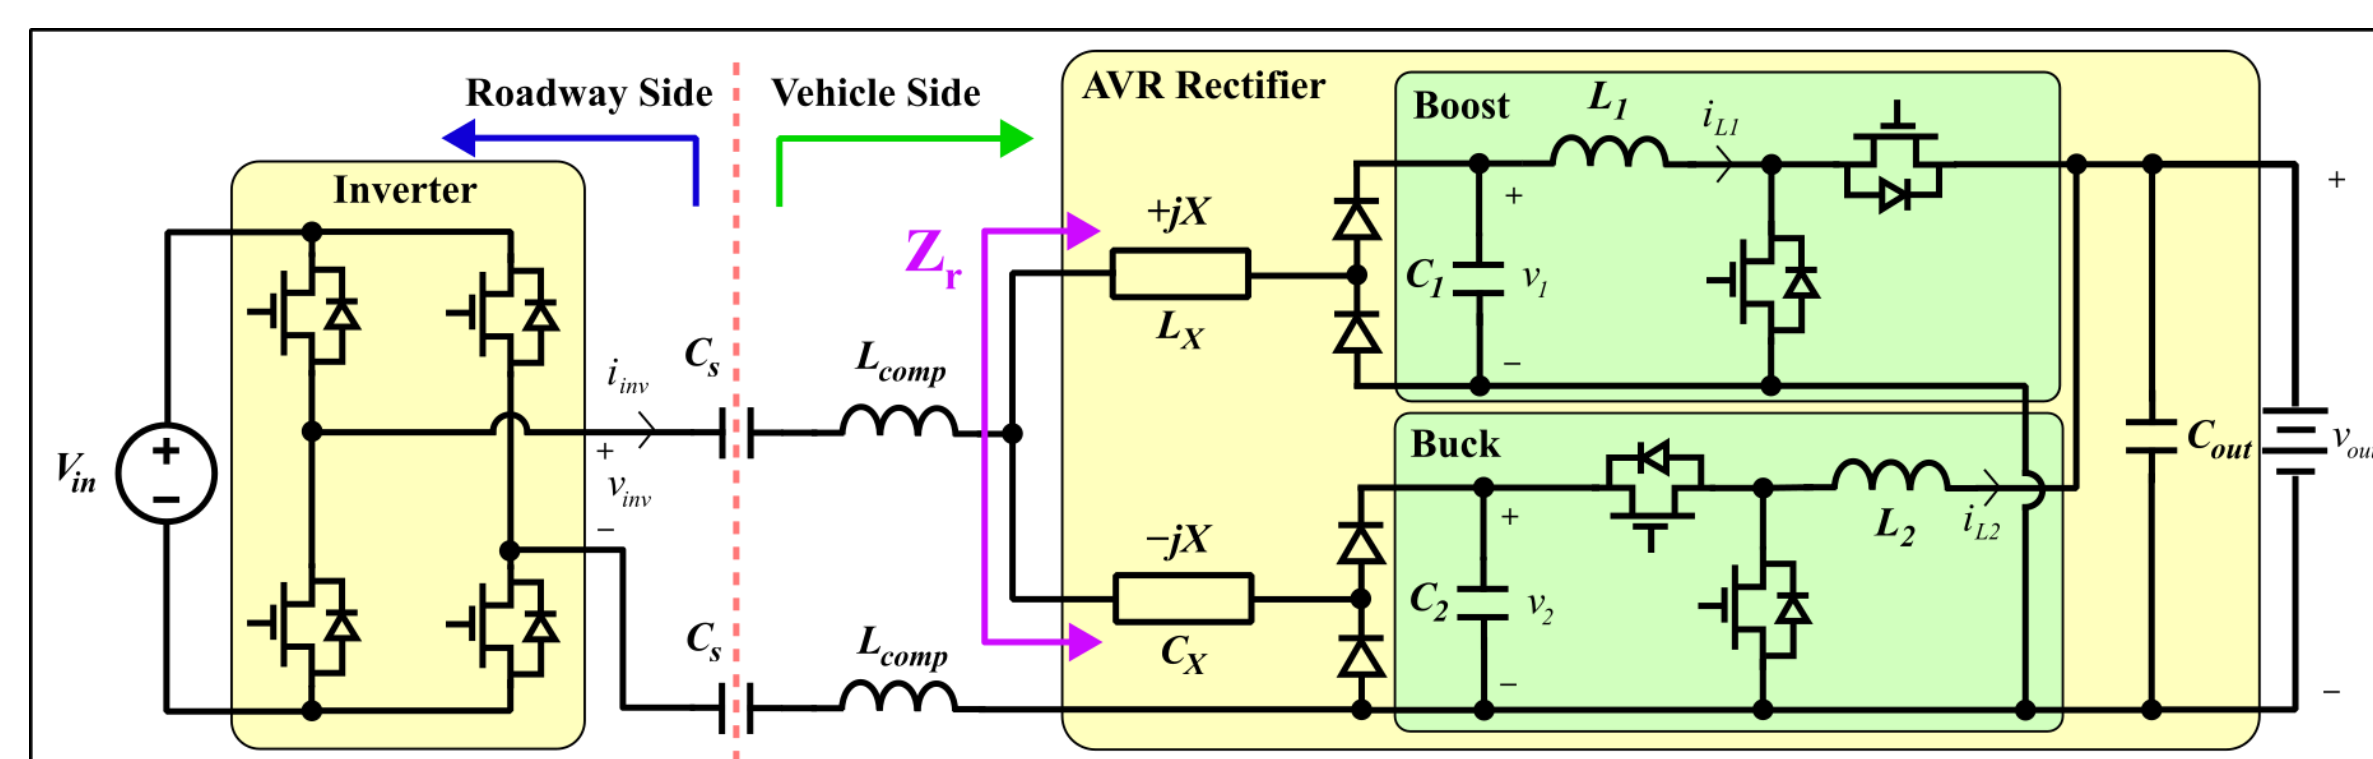 Roadway Side
Vehicle Side
AVR Rectifier
Inverter
Boost
L1
iL1
+jX
LX
Zr
+
C1
v1
−
+
Vin
+
−
iinv
+
vinv
−
Cs
Lcomp
Buck
+
C2
v2
−
L2
iL2
−jX
CX
Cs
Lcomp
Cout
vou
−